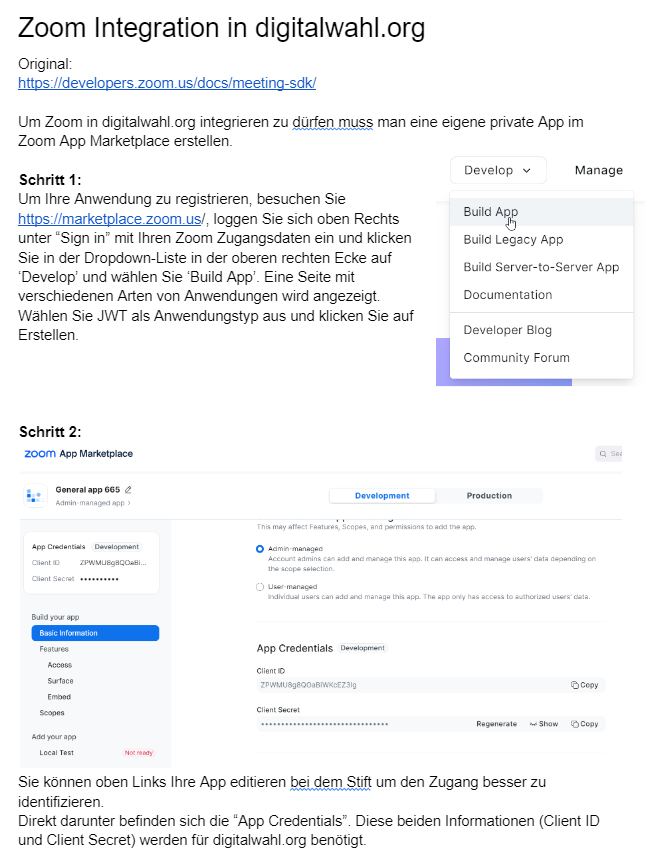 Zoom Integration in digitalwahl.org
Original:
https://developers.zoom.us/docs/meeting-sdk/
Um Zoom in digitalwahl.org integrieren zu dürfen muss man eine eigene private App im
Zoom App Marketplace erstellen.
Schritt 1:
Um Ihre Anwendung zu registrieren, besuchen Sie
https://marketplace.zoom.us/, loggen Sie sich oben Rechts
unter “Sign in” mit Ihren Zoom Zugangsdaten ein und klicken
Sie in der Dropdown-Liste in der oberen rechten Ecke auf
‘Develop’ und wählen Sie ‘Build App’. Eine Seite mit
verschiedenen Arten von Anwendungen wird angezeigt.
Wählen Sie JWT als Anwendungstyp aus und klicken Sie auf
Erstellen.
Develop Manage
Build App
Build Legacy App
Build Server-to-Server App
Documentation
Developer Blog
Community Forum
Schritt 2:
zoom App Marketplace
Sea
General app 665
Admin-managed app >
Development Production
This may affect Features, Scopes, and permissions to add the app.
Admin-managed
Account admins can add and manage this app. It can access and manage users' data depending on
the scope selection.
User-managed
Individual users can add and manage this app. The app only has access to authorized users' data.
App Credentials Development
Client ID ZPWMU8g8QOaBi...
Client Secret ••••••••••
Build your app
Basic Information
Features
Access
Surface
Embed
Scopes
Add your app
Local Test Not ready
App Credentials Development
Client ID
ZPWMU8g8QOaBiWKcEZ3Ig Copy
Client Secret
•••••••••••••••••••••••••••••••• Regenerate Show Copy
Sie können oben Links Ihre App editieren bei dem Stift um den Zugang besser zu
identifizieren.
Direkt darunter befinden sich die “App Credentials”. Diese beiden Informationen (Client ID
und Client Secret) werden für digitalwahl.org benötigt.